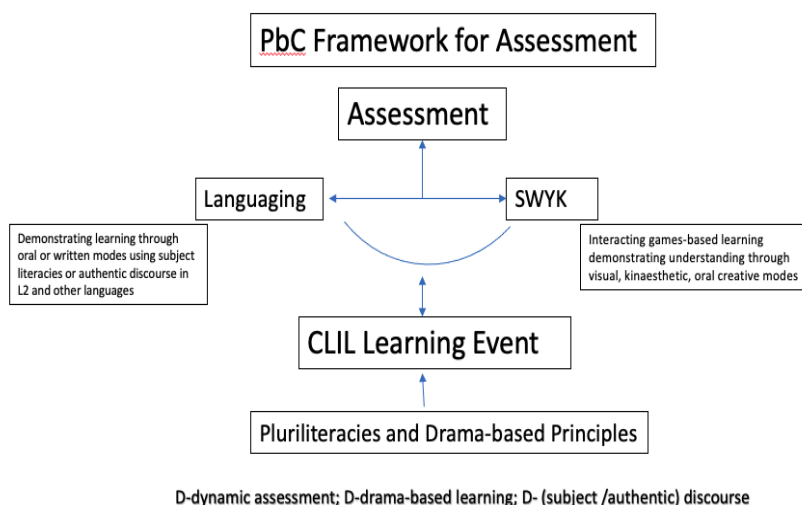 PbC Framework for Assessment
Assessment
Languaging
SWYK
Demonstrating learning through
oral or written modes using subject
literacies or authentic discourse in
L2 and other languages
Interacting games-based learning
demonstrating understanding through
visual, kinaesthetic, oral creative modes
CLIL Learning Event
Pluriliteracies and Drama-based Principles
D-dynamic assessment; D-drama-based learning; D- (subject /authentic) discourse